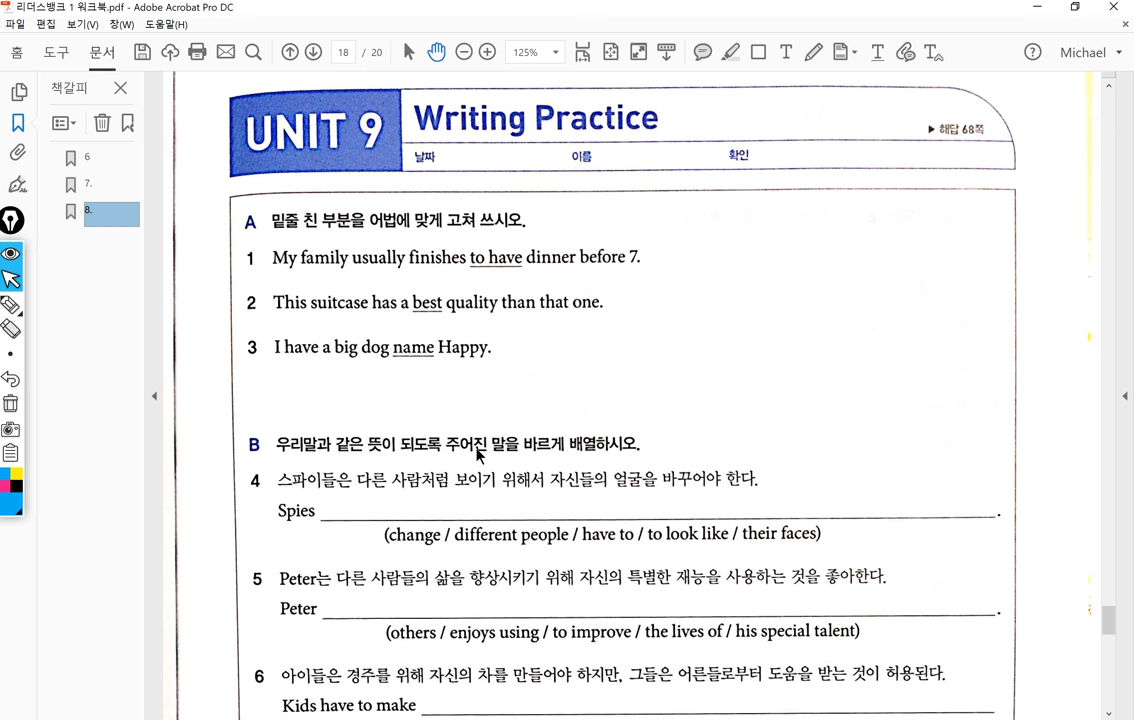 리더스뱅크 1 워크북.pdf - Adobe Acrobat Pro DC
파일 편집 보기(V) 창(W) 도움말(H)
홈 도구 문서 18 / 20 125% Michael
책갈피
6
7.
8.
UNIT 9 Writing Practice
▶ 해답 68쪽
날짜 이름 확인
A 밑줄 친 부분을 어법에 맞게 고쳐 쓰시오.
1 My family usually finishes to have dinner before 7.
2 This suitcase has a best quality than that one.
3 I have a big dog name Happy.
B 우리말과 같은 뜻이 되도록 주어진 말을 바르게 배열하시오.
4 스파이들은 다른 사람처럼 보이기 위해서 자신들의 얼굴을 바꾸어야 한다.
Spies .
(change / different people / have to / to look like / their faces)
5 Peter는 다른 사람들의 삶을 향상시키기 위해 자신의 특별한 재능을 사용하는 것을 좋아한다.
Peter .
(others / enjoys using / to improve / the lives of / his special talent)
6 아이들은 경주를 위해 자신의 차를 만들어야 하지만, 그들은 어른들로부터 도움을 받는 것이 허용된다.
Kids have to make